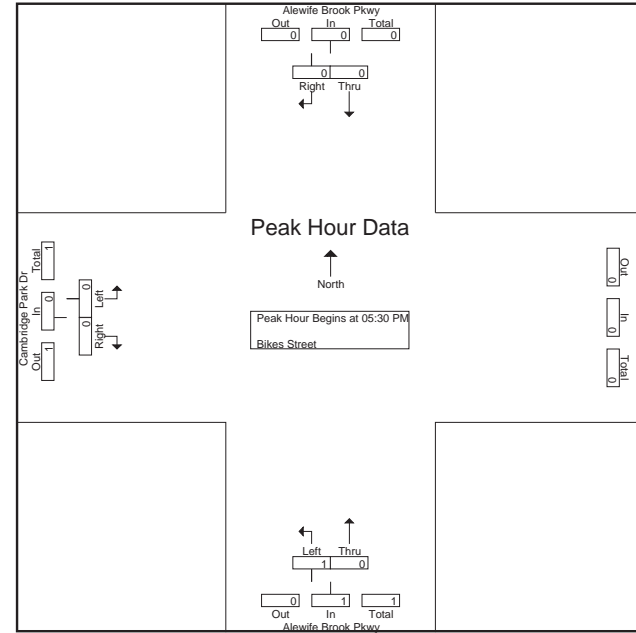 Alewife Brook Pkwy
Out In Total
0 0 0
0 0
Right Thru
Peak Hour Data
North
Peak Hour Begins at 05:30 PM
Bikes Street
Cambridge Park Dr
Total In Out
1 0 1
0 0
Left Right
Out In Total
0 0 0
Left Thru
1 0
0 1 1
Out In Total
Alewife Brook Pkwy